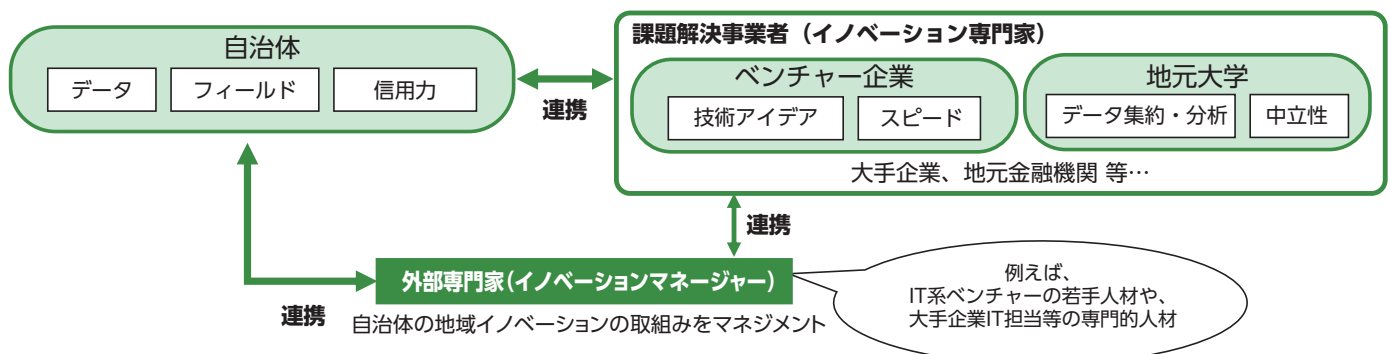 自治体
データ
フィールド
信用力
連携
課題解決事業者（イノベーション専門家）
ベンチャー企業
技術アイデア
スピード
地元大学
データ集約・分析
中立性
大手企業、地元金融機関 等…
連携
外部専門家（イノベーションマネージャー）
連携
自治体の地域イノベーションの取組みをマネジメント
例えば、
IT系ベンチャーの若手人材や、
大手企業IT担当等の専門的人材